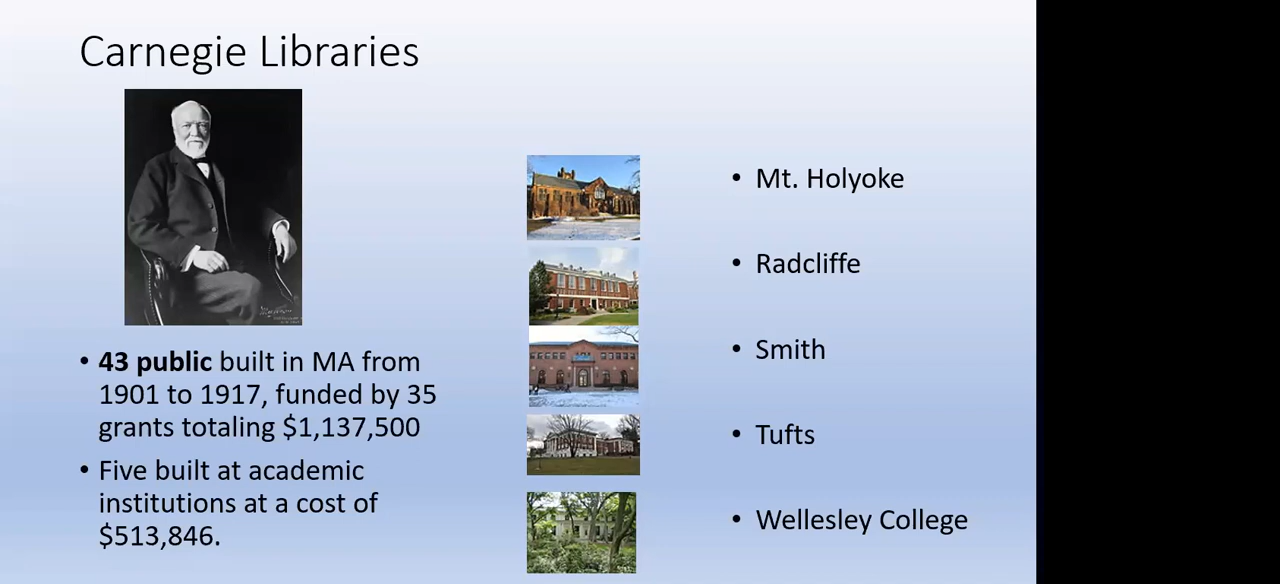 Carnegie Libraries
• 43 public built in MA from
1901 to 1917, funded by 35
grants totaling $1,137,500
• Five built at academic
institutions at a cost of
$513,846.
• Mt. Holyoke
• Radcliffe
• Smith
• Tufts
• Wellesley College